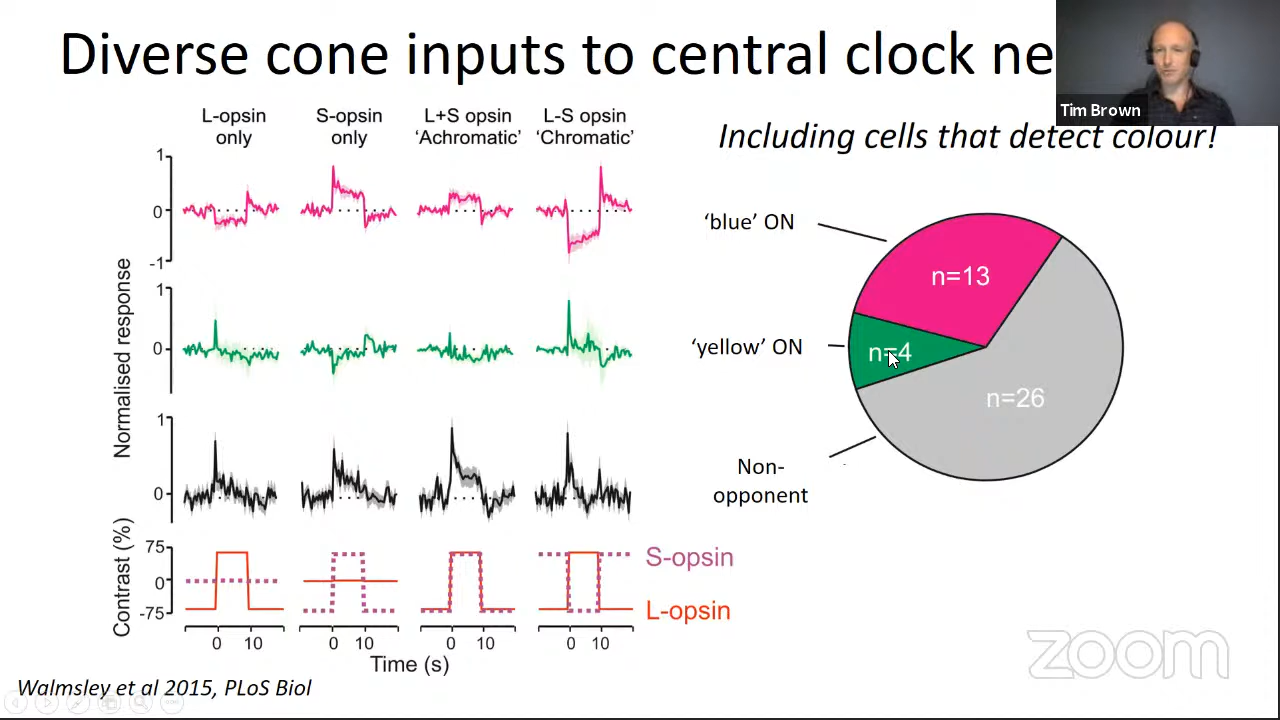 Diverse cone inputs to central clock ne
Tim Brown
Including cells that detect colour!
L-opsin
only
S-opsin
only
L+S opsin
'Achromatic'
L-S opsin
'Chromatic'
Normalised response
1
0
-1
1
0
1
0
Contrast (%)
75
0
-75
S-opsin
L-opsin
0 10
0 10
0 10
0 10
Time (s)
'blue' ON
'yellow' ON
Non-
opponent
n=13
n=4
n=26
Walmsley et al 2015, PLoS Biol
zoom